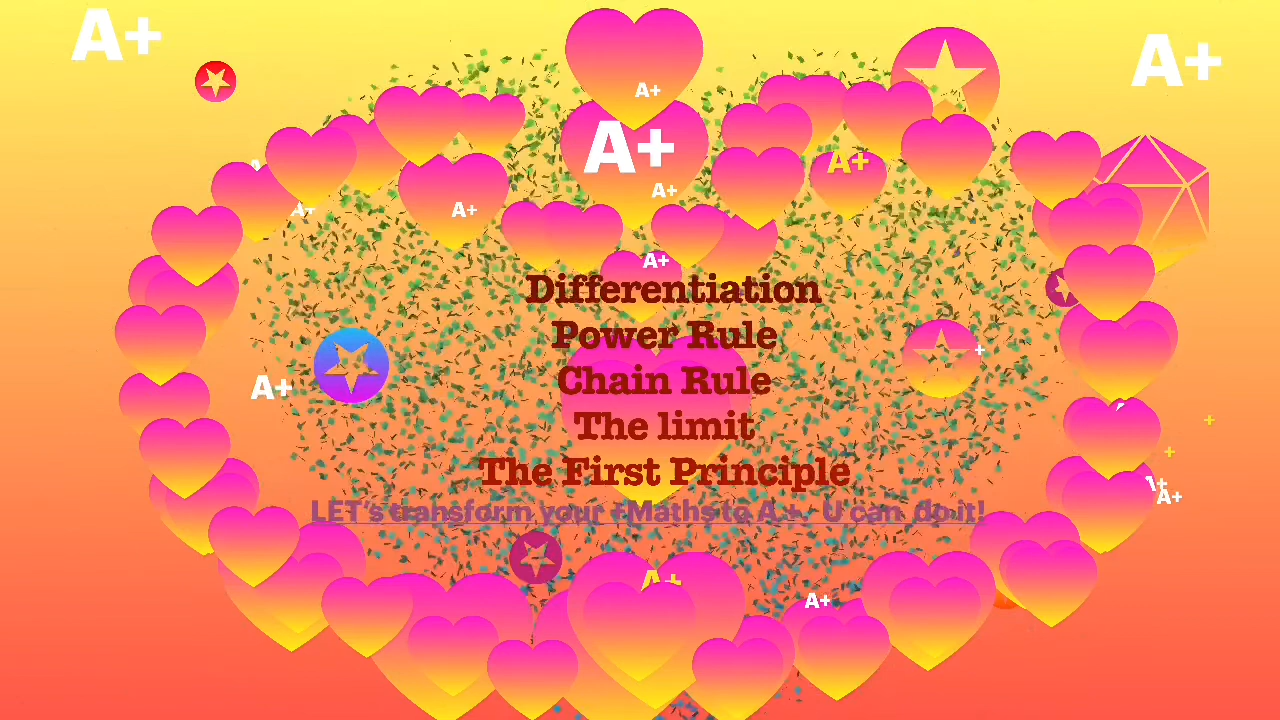 A+
A+
A+
A+
A+
A+
A+
A+
A+
A+
Differentiation
Power Rule
Chain Rule
The limit
A+
The First Principle
A+
LET's transform your Maths to A+. U can do it!
A+
A+